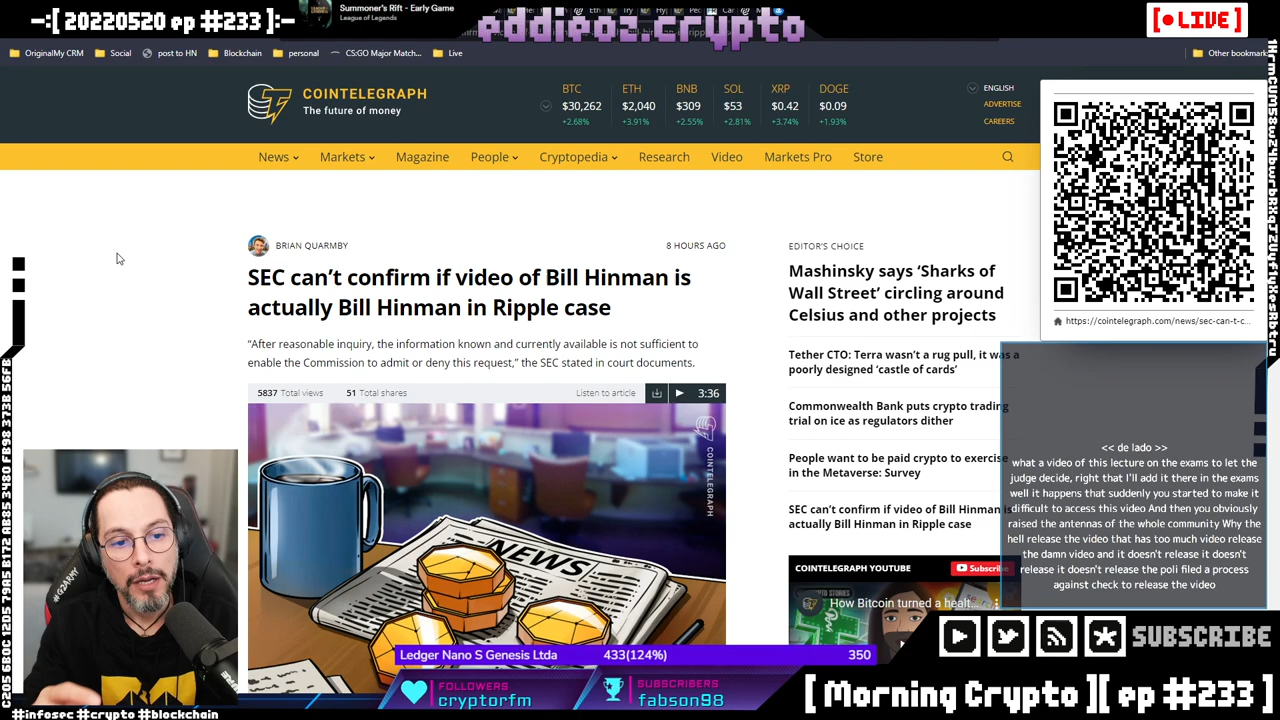 -:[ 20220520 ep #233 ]:-
Summoner's Rift - Early Game
League of Legends
eddieoz.crypto
[● LIVE ]
OriginalMy CRM
Social
post to HN
Blockchain
personal
CS:GO Major Match...
Live
Other bookmark
COINTELEGRAPH
The future of money
BTC ETH BNB SOL XRP DOGE
$30,262 $2,040 $309 $53 $0.42 $0.09
+2.68% +3.91% +2.55% +2.81% +3.74% +1.93%
ENGLISH
ADVERTISE
CAREERS
News Markets Magazine People Cryptopedia Research Video Markets Pro Store
BRIAN QUARMBY
8 HOURS AGO
SEC can't confirm if video of Bill Hinman is
actually Bill Hinman in Ripple case
"After reasonable inquiry, the information known and currently available is not sufficient to
enable the Commission to admit or deny this request," the SEC stated in court documents.
5837 Total views
51 Total shares
Listen to article
3:36
COINTELEGRAPH
NEWS
EDITOR'S CHOICE
Mashinsky says 'Sharks of
Wall Street' circling around
Celsius and other projects
Tether CTO: Terra wasn't a rug pull, it was a
poorly designed 'castle of cards'
Commonwealth Bank puts crypto trading
trial on ice as regulators dither
People want to be paid crypto to exercise
in the Metaverse: Survey
SEC can't confirm if video of Bill Hinman is
actually Bill Hinman in Ripple case
COINTELEGRAPH YOUTUBE
Subscribe
How Bitcoin turned a healt...
https://cointelegraph.com/news/sec-can-t-c...
<< de lado >>
what a video of this lecture on the exams to let the
judge decide, right that I'll add it there in the exams
well it happens that suddenly you started to make it
difficult to access this video And then you obviously
raised the antennas of the whole community Why the
hell release the video that has too much video release
the damn video and it doesn't release it doesn't
release it doesn't release the poli filed a process
against check to release the video
#G2ARMY
Ledger Nano S Genesis Ltda
433(124%)
350
FOLLOWERS
cryptorfm
SUBSCRIBERS
fabson98
SUBSCRIBE
[ Morning Crypto ][ ep #233 ]
#infosec #crypto #blockchain